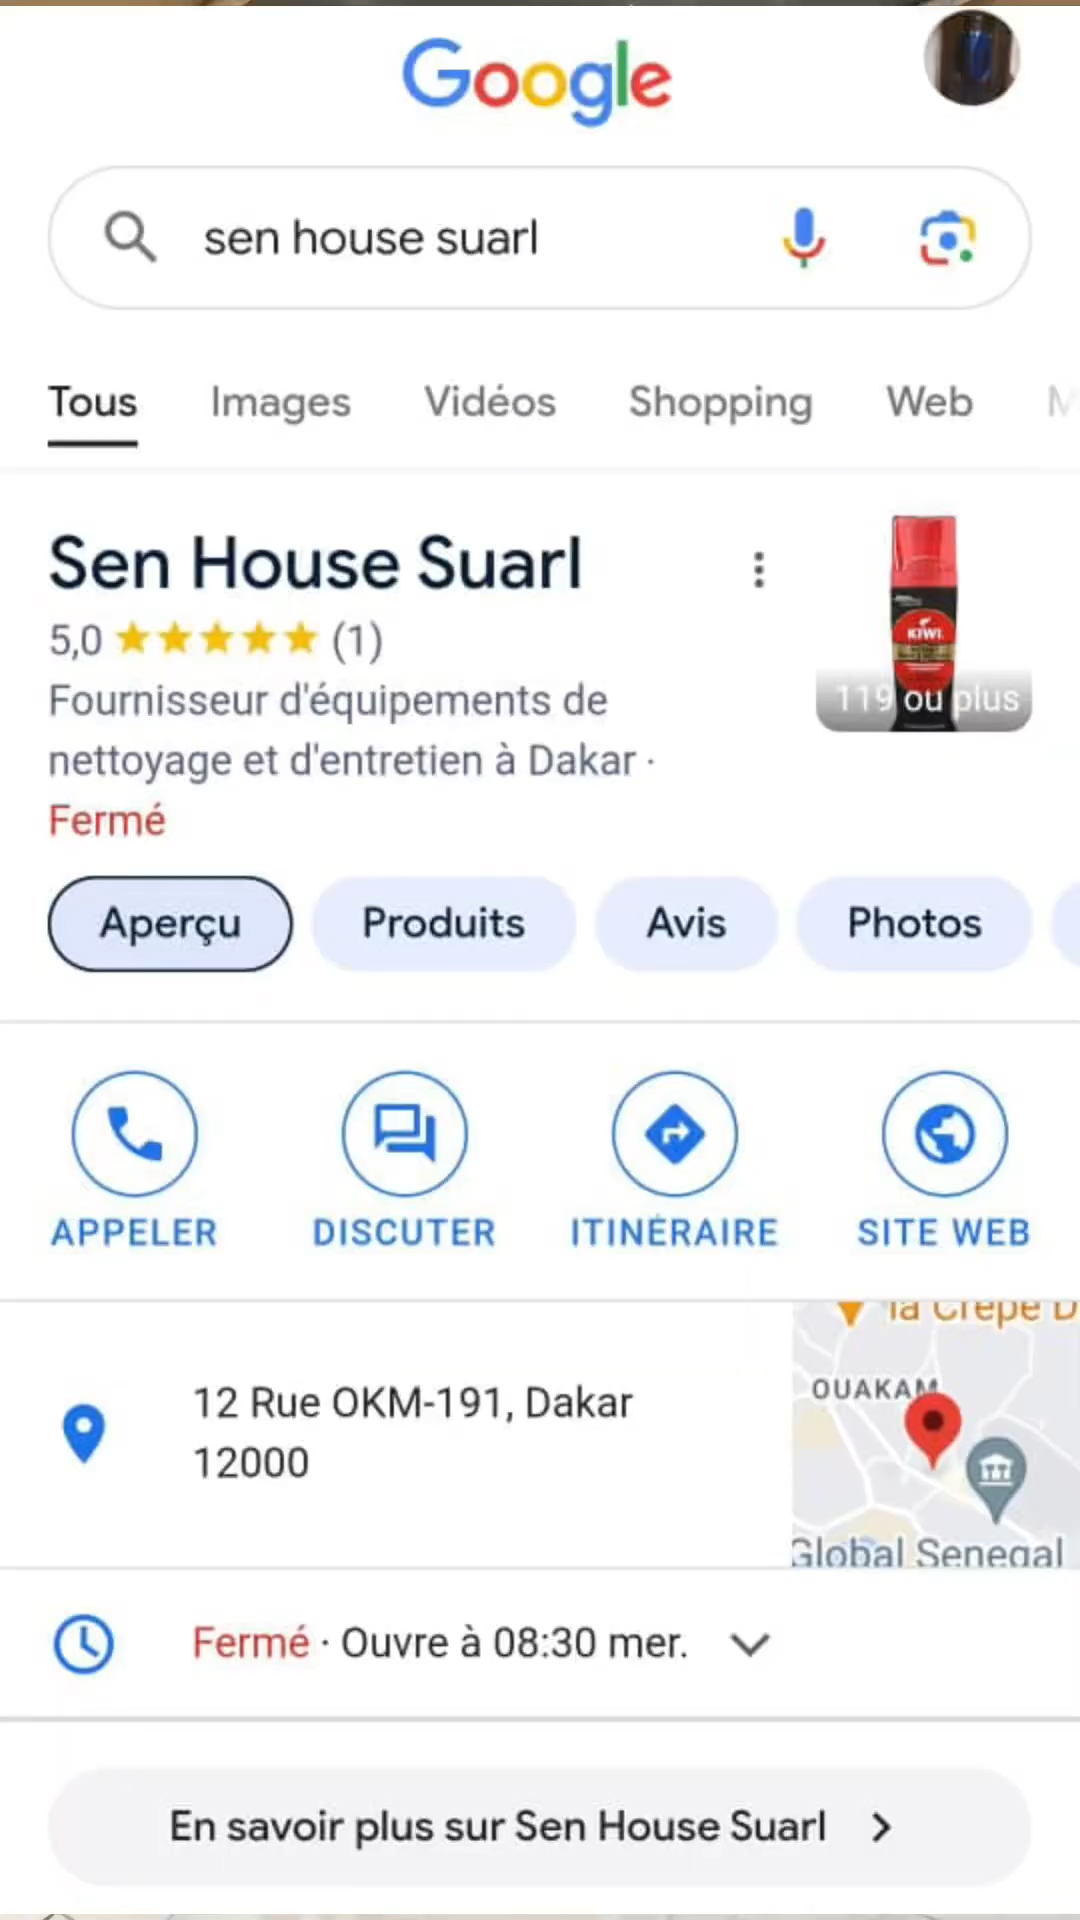 Google
sen house suarl
Tous Images Vidéos Shopping Web M
Sen House Suarl
5,0 (1)
Fournisseur d'équipements de
nettoyage et d'entretien à Dakar ·
Fermé
KIWI
119 ou plus
Aperçu Produits Avis Photos
APPELER DISCUTER ITINÉRAIRE SITE WEB
12 Rue OKM-191, Dakar
12000
la Crêpe D
OUAKAM
Global Senegal
Fermé · Ouvre à 08:30 mer.
En savoir plus sur Sen House Suarl